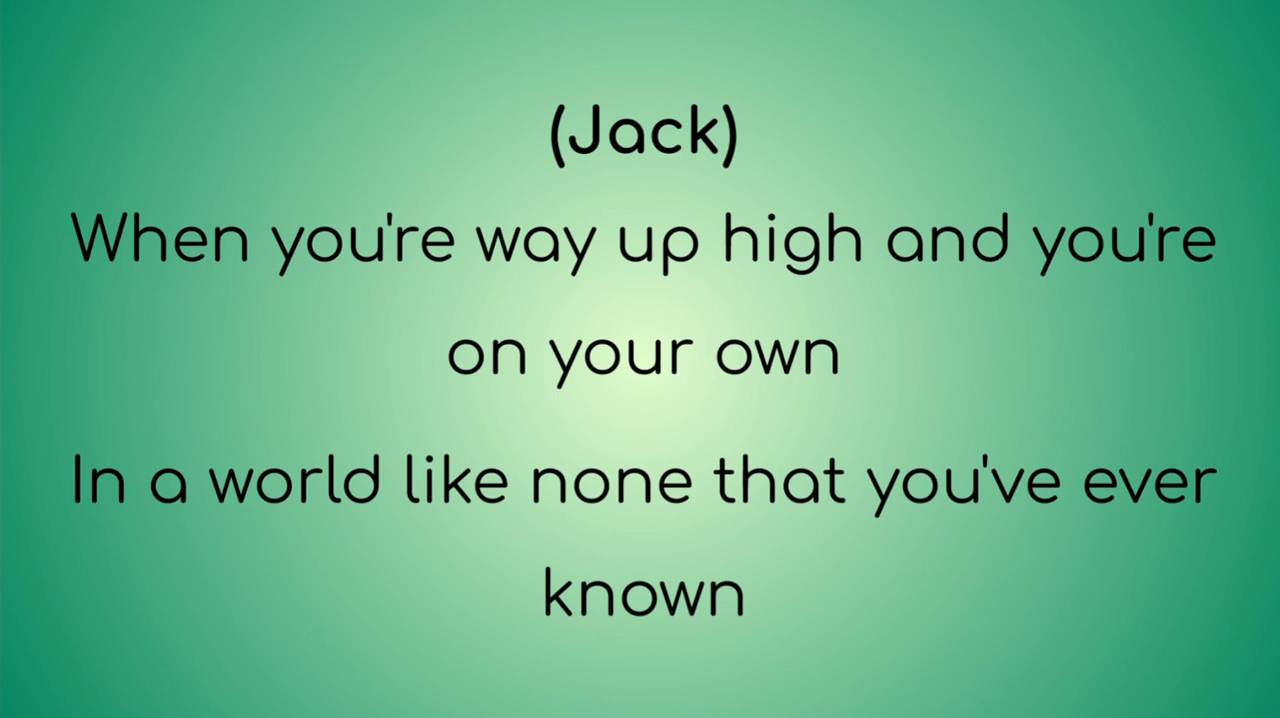 (Jack)
When you're way up high and you're
on your own
In a world like none that you've ever
known